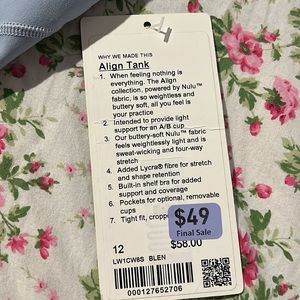 WHY WE MADE THIS
Align Tank
1. When feeling nothing is
everything. The Align
collection, powered by Nulu™
fabric, is so weightless and
buttery soft, all you feel is
your practice
2. Intended to provide light
support for an A/B cup
3. Our buttery-soft Nulu™ fabric
feels weightlessly light and is
sweat-wicking and four-way
stretch
4. Added Lycra® fibre for stretch
and shape retention
5. Built-in shelf bra for added
support and coverage
6. Pockets for optional, removable
cups
7. Tight fit, cropped
$49
Final Sale
12
$58.00
LW1CW8S BLEN
000127652706